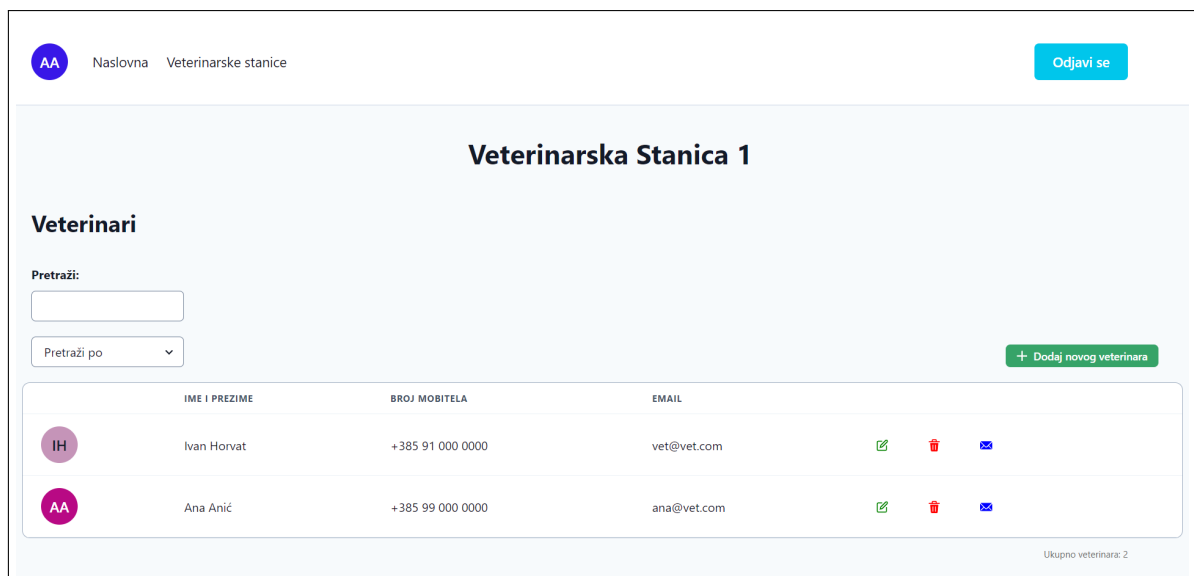 AA Naslovna Veterinarske stanice Odjavi se
Veterinarska Stanica 1
Veterinari
Pretraži:
Pretraži po
+ Dodaj novog veterinara
IME I PREZIME BROJ MOBITELA EMAIL
IH Ivan Horvat +385 91 000 0000 vet@vet.com
AA Ana Anić +385 99 000 0000 ana@vet.com
Ukupno veterinara: 2